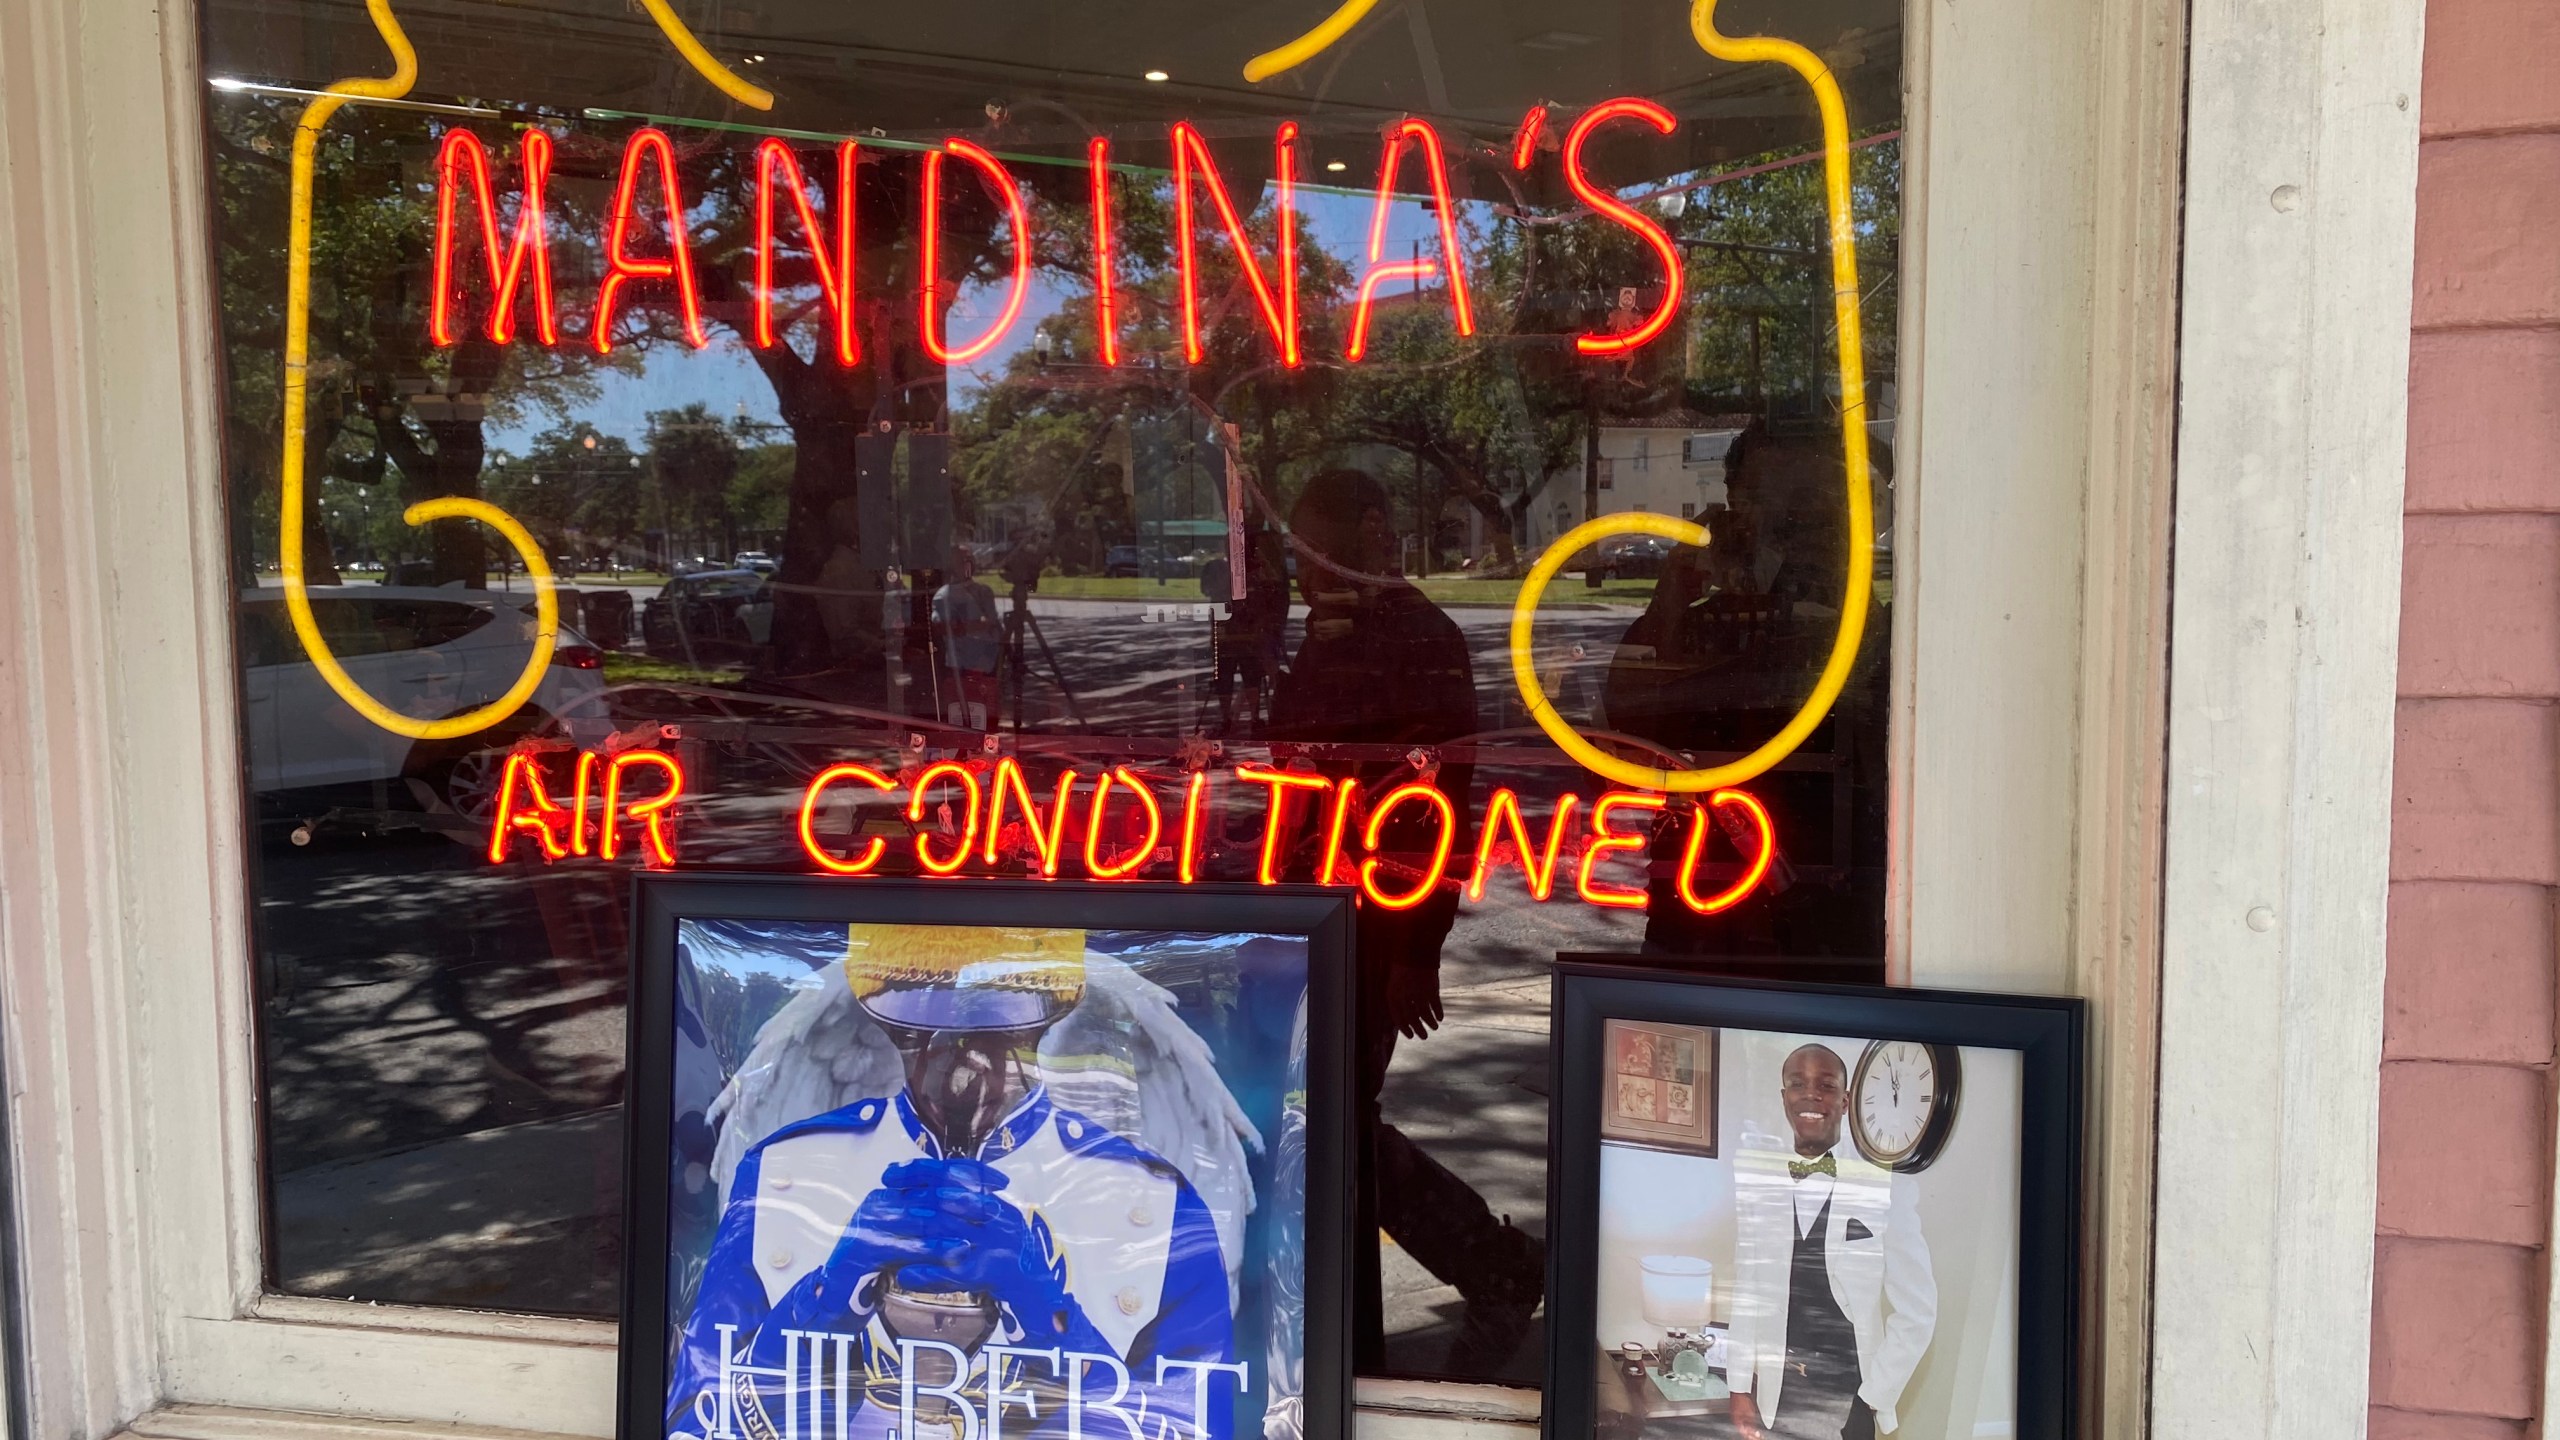 MANDINA'S
AIR CONDITIONED
HILBERT